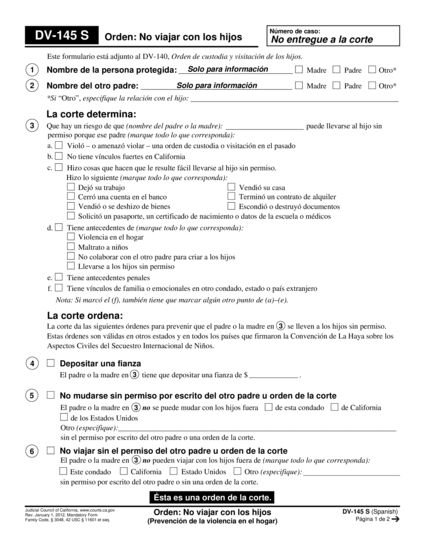 DV-145 S Orden: No viajar con los hijos
Número de caso:
No entregue a la corte
Este formulario está adjunto al DV-140, Orden de custodia y visitación de los hijos.
1 Nombre de la persona protegida: Solo para información Madre Padre Otro*
2 Nombre del otro padre: Solo para información Madre Padre Otro*
*Si “Otro”, especifique la relación con el hijo:
La corte determina:
3 Que hay un riesgo de que (nombre del padre o la madre): puede llevarse al hijo sin
permiso porque ese padre (marque todo lo que corresponda):
a. Violó – o amenazó violar – una orden de custodia o visitación en el pasado
b. No tiene vínculos fuertes en California
c. Hizo cosas que hacen que le resulte fácil llevarse al hijo sin permiso.
Hizo lo siguiente (marque todo lo que corresponda):
Dejó su trabajo Vendió su casa
Cerró una cuenta en el banco Terminó un contrato de alquiler
Vendió o se deshizo de bienes Escondió o destruyó documentos
Solicitó un pasaporte, un certificado de nacimiento o datos de la escuela o médicos
d. Tiene antecedentes de (marque todo lo que corresponda):
Violencia en el hogar
Maltrato a niños
No colaborar con el otro padre para criar a los hijos
Llevarse a los hijos sin permiso
e. Tiene antecedentes penales
f. Tiene vínculos de familia o emocionales en otro condado, estado o país extranjero
Nota: Si marcó el (f), también tiene que marcar algún otro punto de (a)–(e).
La corte ordena:
La corte da las siguientes órdenes para prevenir que el padre o la madre en 3 se lleven a los hijos sin permiso.
Estas órdenes son válidas en otros estados y en todos los países que firmaron la Convención de La Haya sobre los
Aspectos Civiles del Secuestro Internacional de Niños.
4 Depositar una fianza
El padre o la madre en 3 tiene que depositar una fianza de $ .
5 No mudarse sin permiso por escrito del otro padre u orden de la corte
El padre o la madre en 3 no se puede mudar con los hijos fuera de esta condado de California
de los Estados Unidos
Otro (especifique):
sin el permiso por escrito del otro padre o una orden de la corte.
6 No viajar sin el permiso del otro padre u orden de la corte
El padre o la madre en 3 no pueden viajar con los hijos fuera de (marque todo lo que corresponda):
Este condado California Estados Unidos Otro (especifique):
sin permiso por escrito del otro padre o sin una orden de la corte.
Ésta es una orden de la corte.
Judicial Council of California, www.courts.ca.gov
Rev. January 1, 2012, Mandatory Form
Family Code, § 3048, 42 USC § 11601 et seq.
Orden: No viajar con los hijos
(Prevención de la violencia en el hogar)
DV-145 S (Spanish)
Página 1 de 2